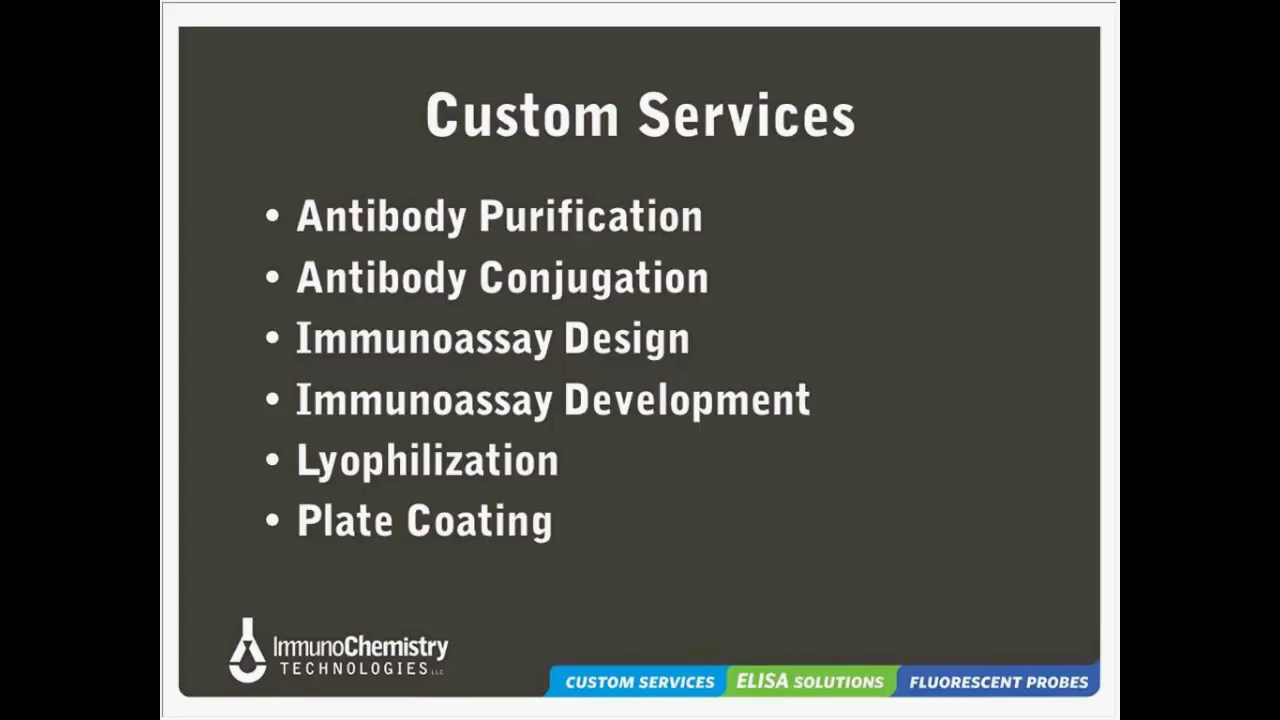 Custom Services
• Antibody Purification
• Antibody Conjugation
• Immunoassay Design
• Immunoassay Development
• Lyophilization
• Plate Coating
ImmunoChemistry
TECHNOLOGIES LLC
CUSTOM SERVICES ELISA SOLUTIONS FLUORESCENT PROBES